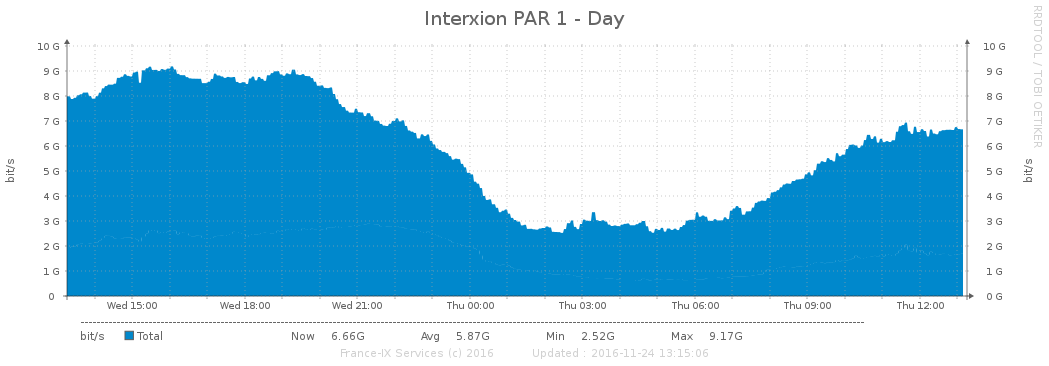 Interxion PAR 1 - Day
RRDTOOL / TOBI OETIKER
bit/s
bit/s
10 G 10 G
9 G 9 G
8 G 8 G
7 G 7 G
6 G 6 G
5 G 5 G
4 G 4 G
3 G 3 G
2 G 2 G
1 G 1 G
0 0 G
Wed 15:00 Wed 18:00 Wed 21:00 Thu 00:00 Thu 03:00 Thu 06:00 Thu 09:00 Thu 12:00
bit/s Total Now 6.66G Avg 5.87G Min 2.52G Max 9.17G
France-IX Services (c) 2016 Updated : 2016-11-24 13:15:06